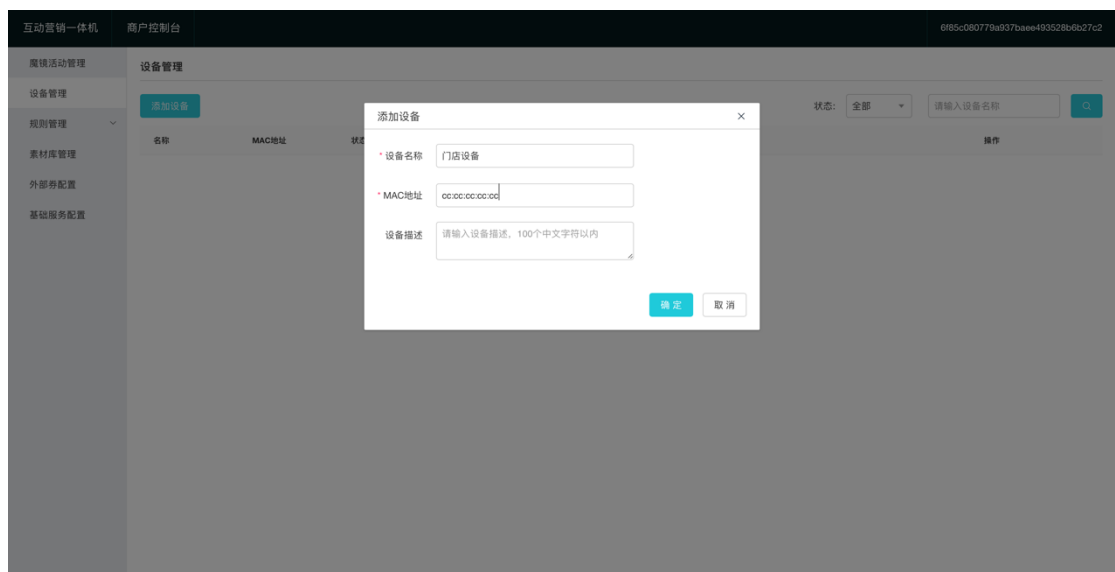 互动营销一体机 商户控制台 6f85c080779a937baee493528b6b27c2
魔镜活动管理
设备管理
规则管理
素材库管理
外部券配置
基础服务配置
设备管理
添加设备 状态: 全部 请输入设备名称
名称 MAC地址 状态 操作
添加设备
* 设备名称 门店设备
* MAC地址 cc:cc:cc:cc:cc
设备描述 请输入设备描述，100个中文字符以内
确 定 取 消